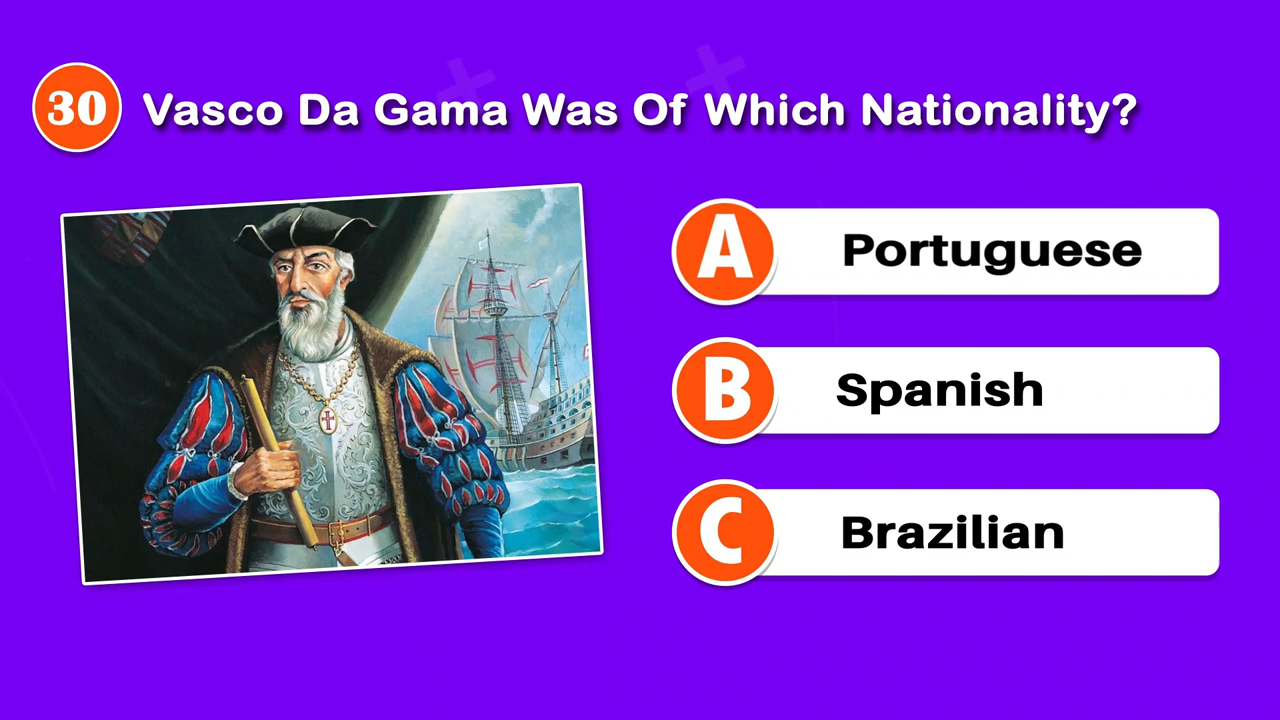 30 Vasco Da Gama Was Of Which Nationality?
A Portuguese
B Spanish
C Brazilian